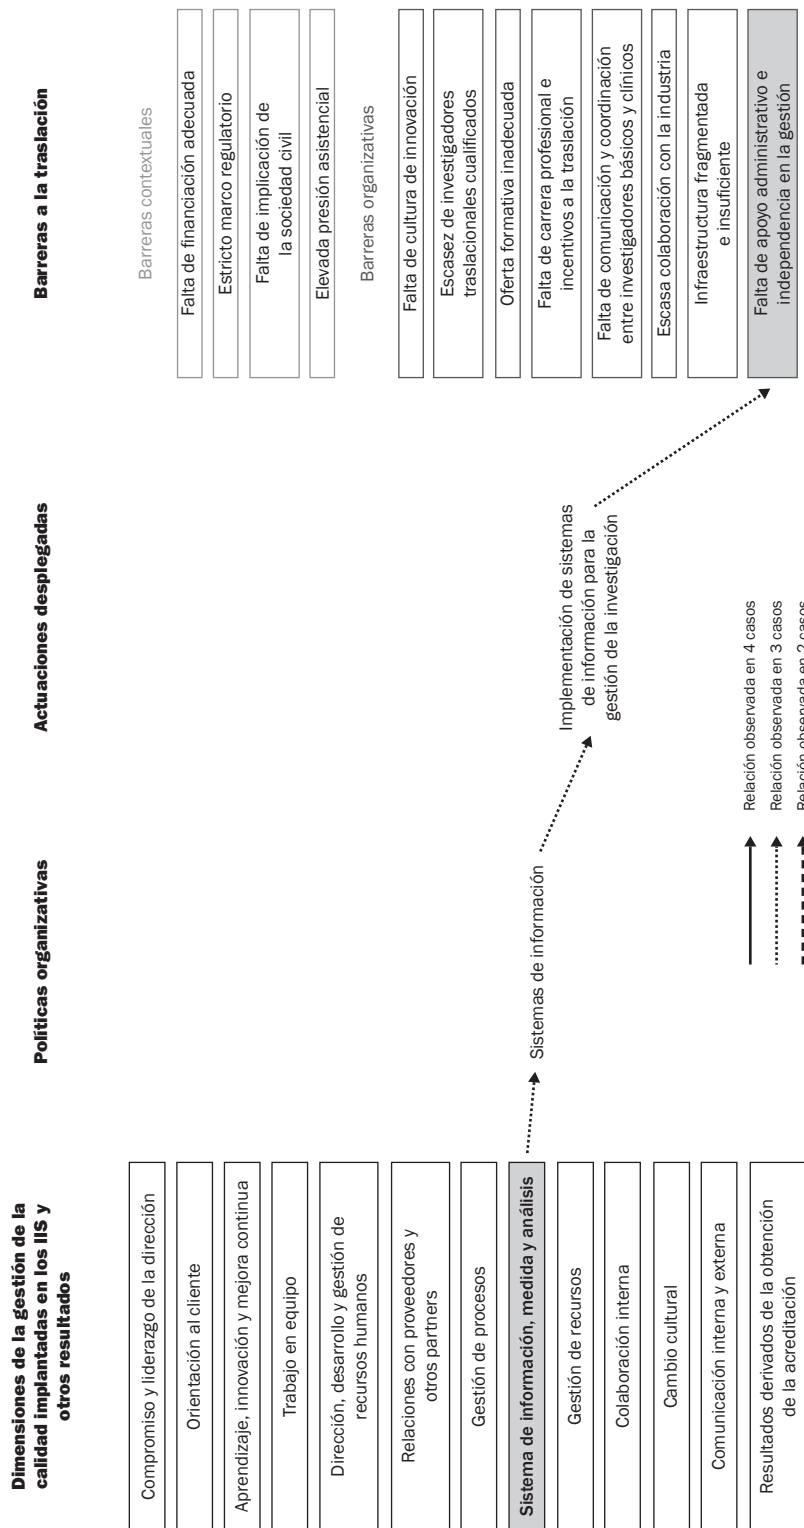 Dimensiones de la gestión de la
calidad implantadas en los IIS y
otros resultados
Compromiso y liderazgo de la dirección
Orientación al cliente
Aprendizaje, innovación y mejora continua
Trabajo en equipo
Dirección, desarrollo y gestión de
recursos humanos
Relaciones con proveedores y
otros partners
Gestión de procesos
Sistema de información, medida y análisis
Gestión de recursos
Colaboración interna
Cambio cultural
Comunicación interna y externa
Resultados derivados de la obtención
de la acreditación
Políticas organizativas
Sistemas de información
Actuaciones desplegadas
Implementación de sistemas
de información para la
gestión de la investigación
Barreras a la traslación
Barreras contextuales
Falta de financiación adecuada
Estricto marco regulatorio
Falta de implicación de
la sociedad civil
Elevada presión asistencial
Barreras organizativas
Falta de cultura de innovación
Escasez de investigadores
traslacionales cualificados
Oferta formativa inadecuada
Falta de carrera profesional e
incentivos a la traslación
Falta de comunicación y coordinación
entre investigadores básicos y clínicos
Escasa colaboración con la industria
Infraestructura fragmentada
e insuficiente
Falta de apoyo administrativo e
independencia en la gestión
Relación observada en 4 casos
Relación observada en 3 casos
Relación observada en 2 casos